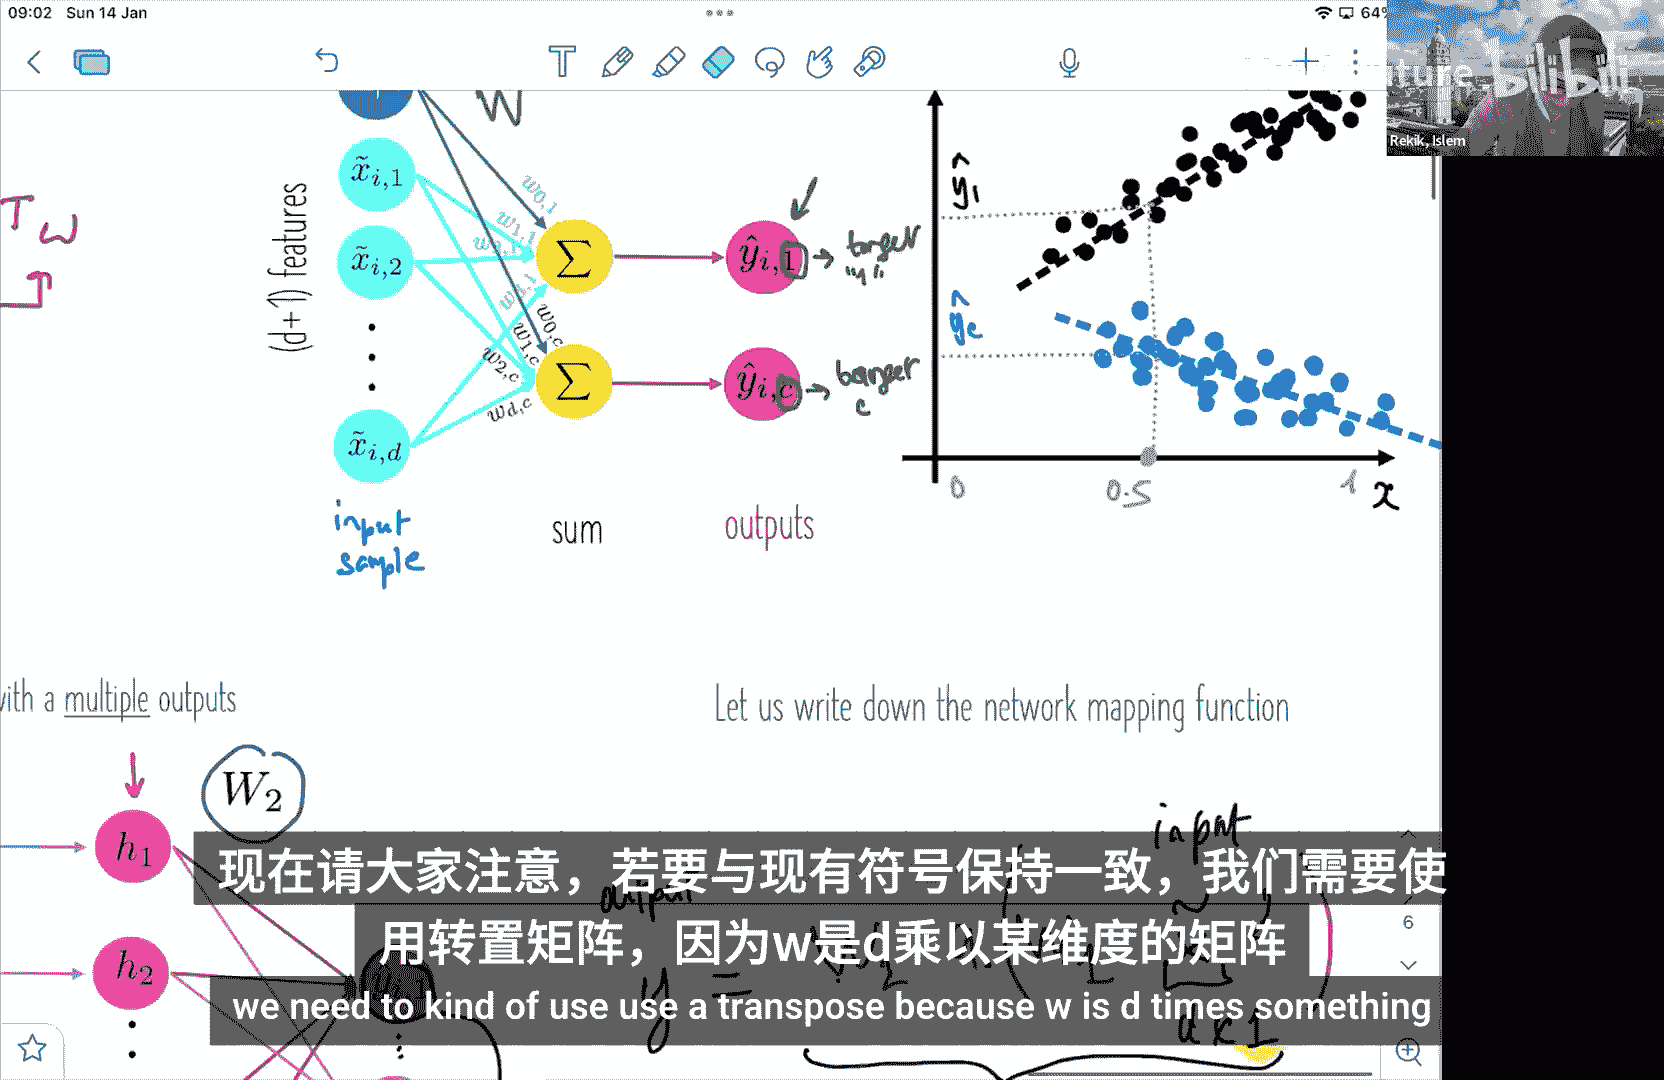 09:02 Sun 14 Jan
64%
bilibili
Rekik, Islem
T W
W
(d+1) features
x̃i,1
x̃i,2
x̃i,d
w0,1
w1,1
w0,c
w1,c
w2,c
wd,c
Σ
Σ
ŷi,1
target
"1"
ŷi,c
target
c
input
sample
sum
outputs
ŷ1
ŷc
0
0.5
1
x
with a multiple outputs
Let us write down the network mapping function
W2
h1
h2
input
output
y =
d x 1
6
现在请大家注意，若要与现有符号保持一致，我们需要使
用转置矩阵，因为w是d乘以某维度的矩阵
we need to kind of use use a transpose because w is d times something